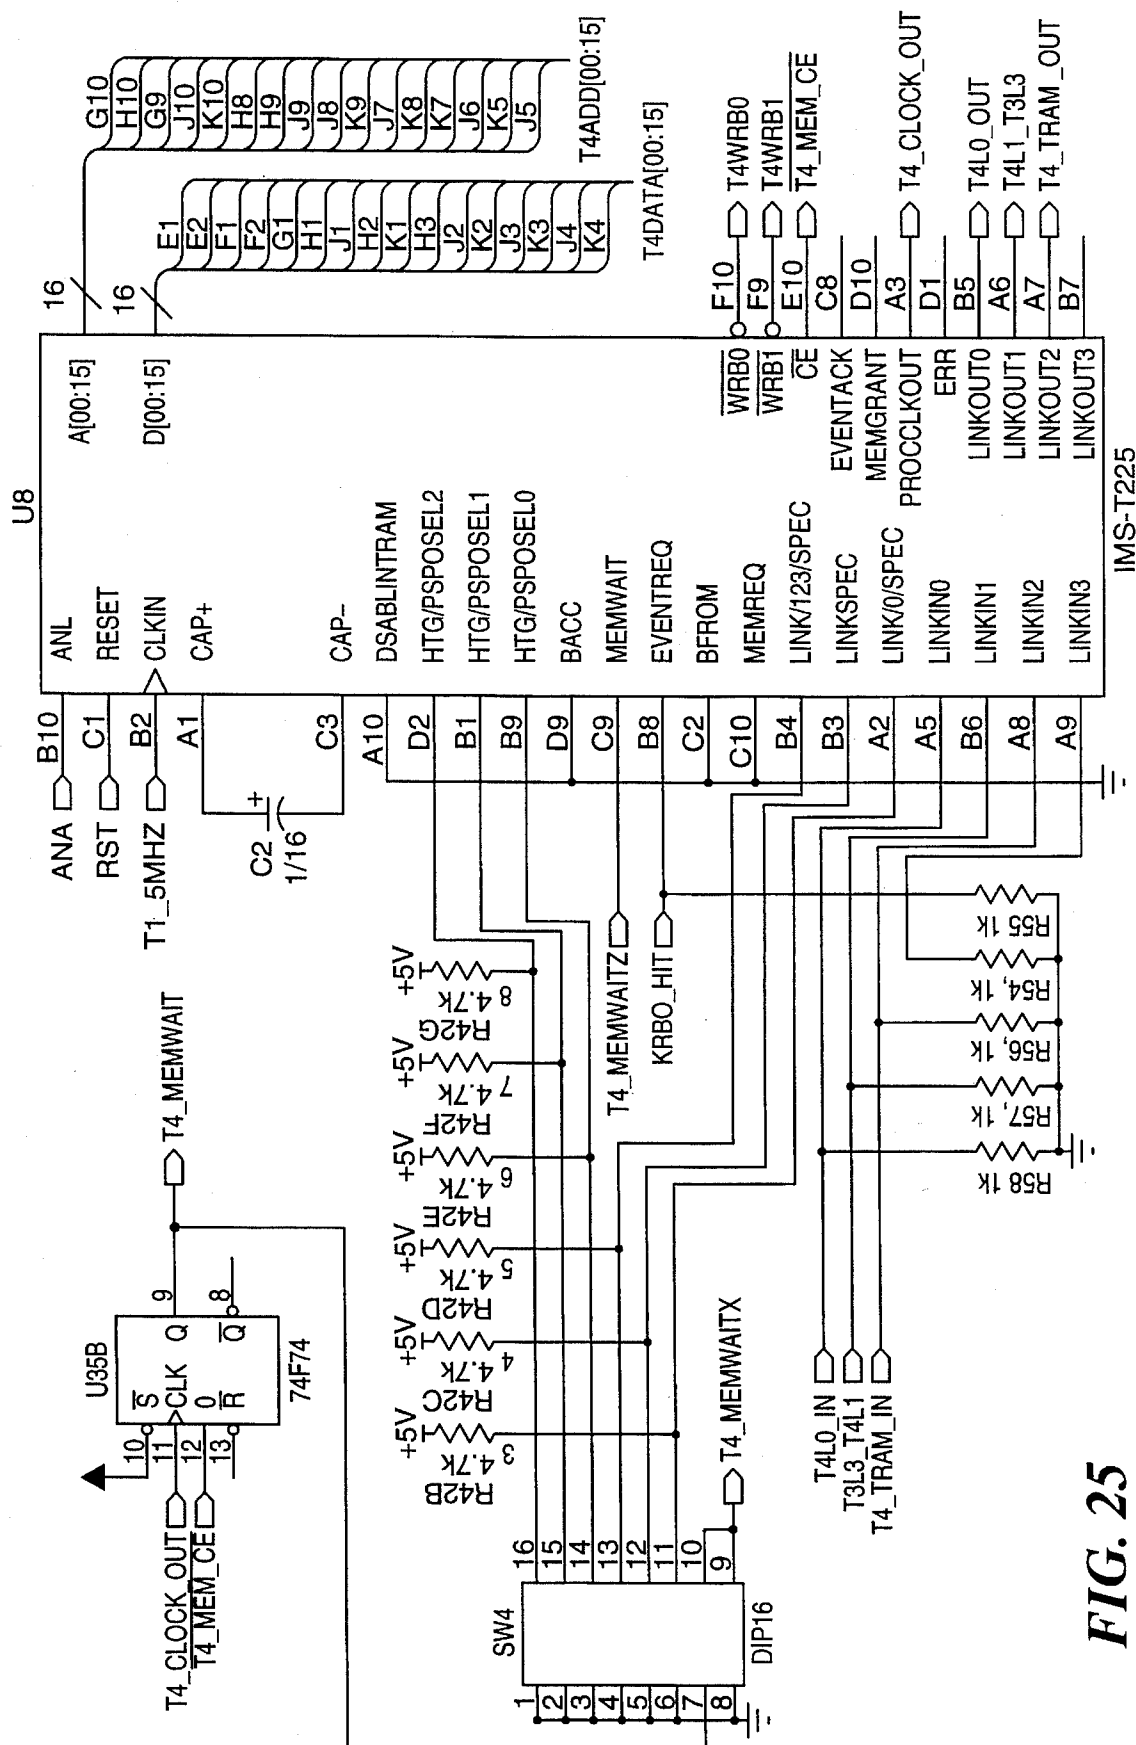 U8
IMS-T225
ANA
B10
ANL
RST
C1
RESET
T1_5MHZ
B2
CLKIN
A1
CAP+
C2
+
1/16
C3
CAP-
A10
DSABLINTRAM
D2
HTG/PSPOSEL2
B1
HTG/PSPOSEL1
B9
HTG/PSPOSEL0
D9
BACC
T4_MEMWAITZ
C9
MEMWAIT
KRBO_HIT
B8
EVENTREQ
C2
BFROM
C10
MEMREQ
B4
LINK/123/SPEC
B3
LINKSPEC
A2
LINK/0/SPEC
A5
LINKIN0
B6
LINKIN1
A8
LINKIN2
A9
LINKIN3
A[00:15]
16
G10
H10
G9
J10
K10
H8
H9
J9
J8
K9
J7
K8
K7
J6
K5
J5
T4ADD[00:15]
D[00:15]
16
E1
E2
F1
F2
G1
H1
J1
H2
K1
H3
J2
K2
J3
K3
J4
K4
T4DATA[00:15]
WRB0
F10
T4WRB0
WRB1
F9
T4WRB1
CE
E10
T4_MEM_CE
EVENTACK
C8
MEMGRANT
D10
PROCCLKOUT
A3
T4_CLOCK_OUT
ERR
D1
LINKOUT0
B5
T4L0_OUT
LINKOUT1
A6
T4L1_T3L3
LINKOUT2
A7
T4_TRAM_OUT
LINKOUT3
B7
U35B
74F74
T4_CLOCK_OUT
T4_MEM_CE
10
11
12
13
S
CLK
0
R
Q
Q
9
8
T4_MEMWAIT
+5V
8 4.7k
R42G
+5V
7 4.7k
R42F
+5V
6 4.7k
R42E
+5V
5 4.7k
R42D
+5V
4 4.7k
R42C
+5V
3 4.7k
R42B
SW4
DIP16
1
2
3
4
5
6
7
8
16
15
14
13
12
11
10
9
T4_MEMWAITX
T4L0_IN
T3L3_T4L1
T4_TRAM_IN
R55 1k
R54, 1k
R56, 1k
R57, 1k
R58 1k
FIG. 25